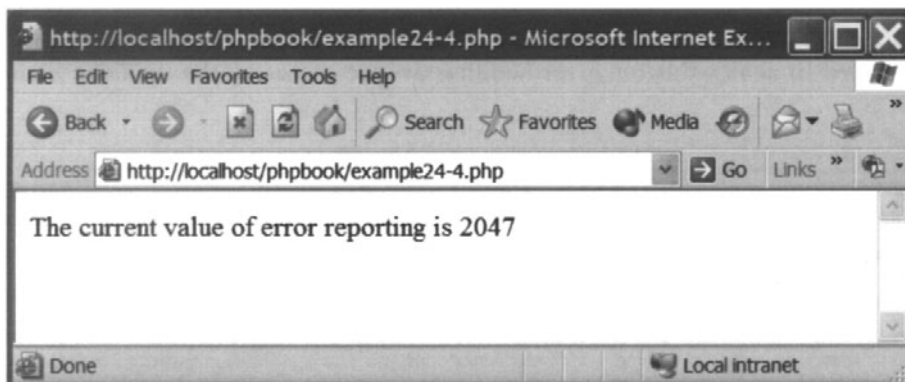 http://localhost/phpbook/example24-4.php - Microsoft Internet Ex...
File Edit View Favorites Tools Help
Back Search Favorites Media »
Address http://localhost/phpbook/example24-4.php Go Links »
The current value of error reporting is 2047
Done Local intranet